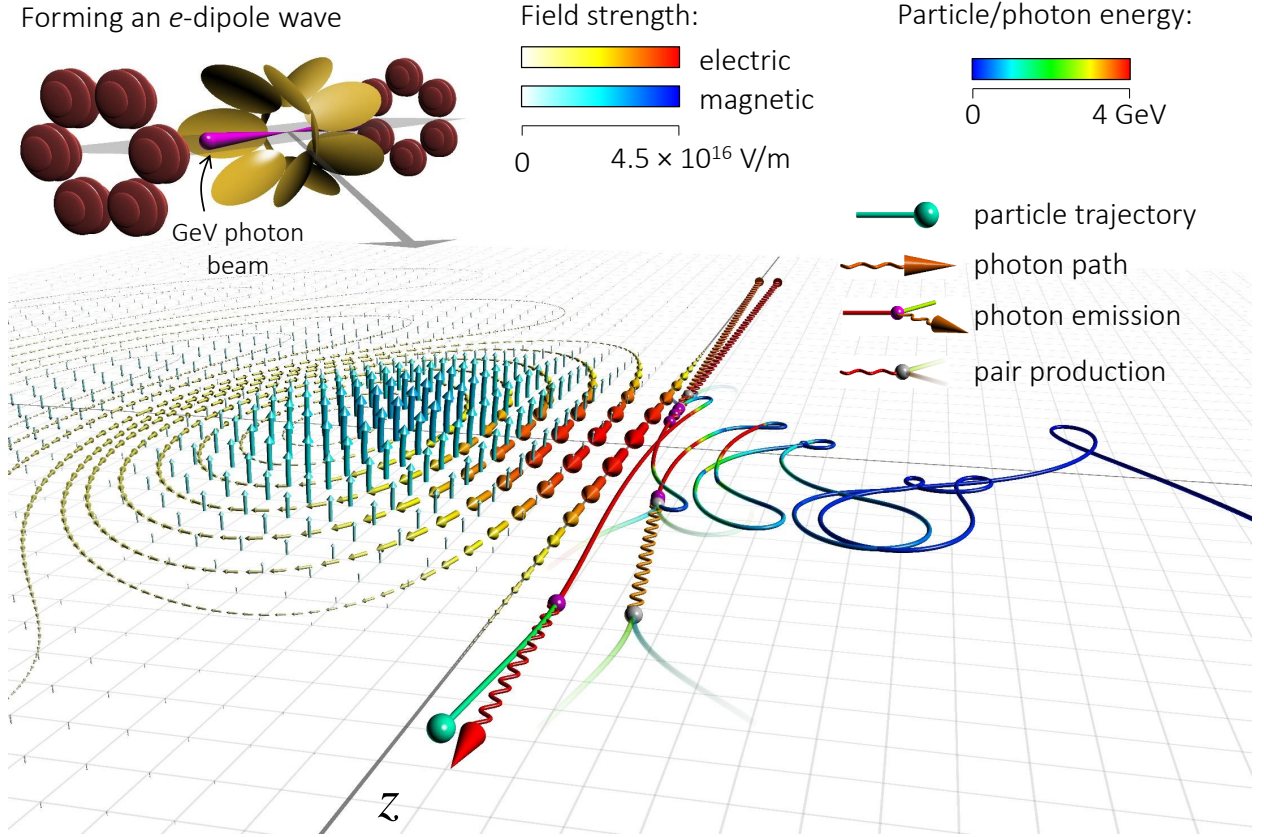 Forming an e-dipole wave
GeV photon
beam
Field strength:
electric
magnetic
0
4.5 × 10¹⁶ V/m
Particle/photon energy:
0
4 GeV
particle trajectory
photon path
photon emission
pair production
z